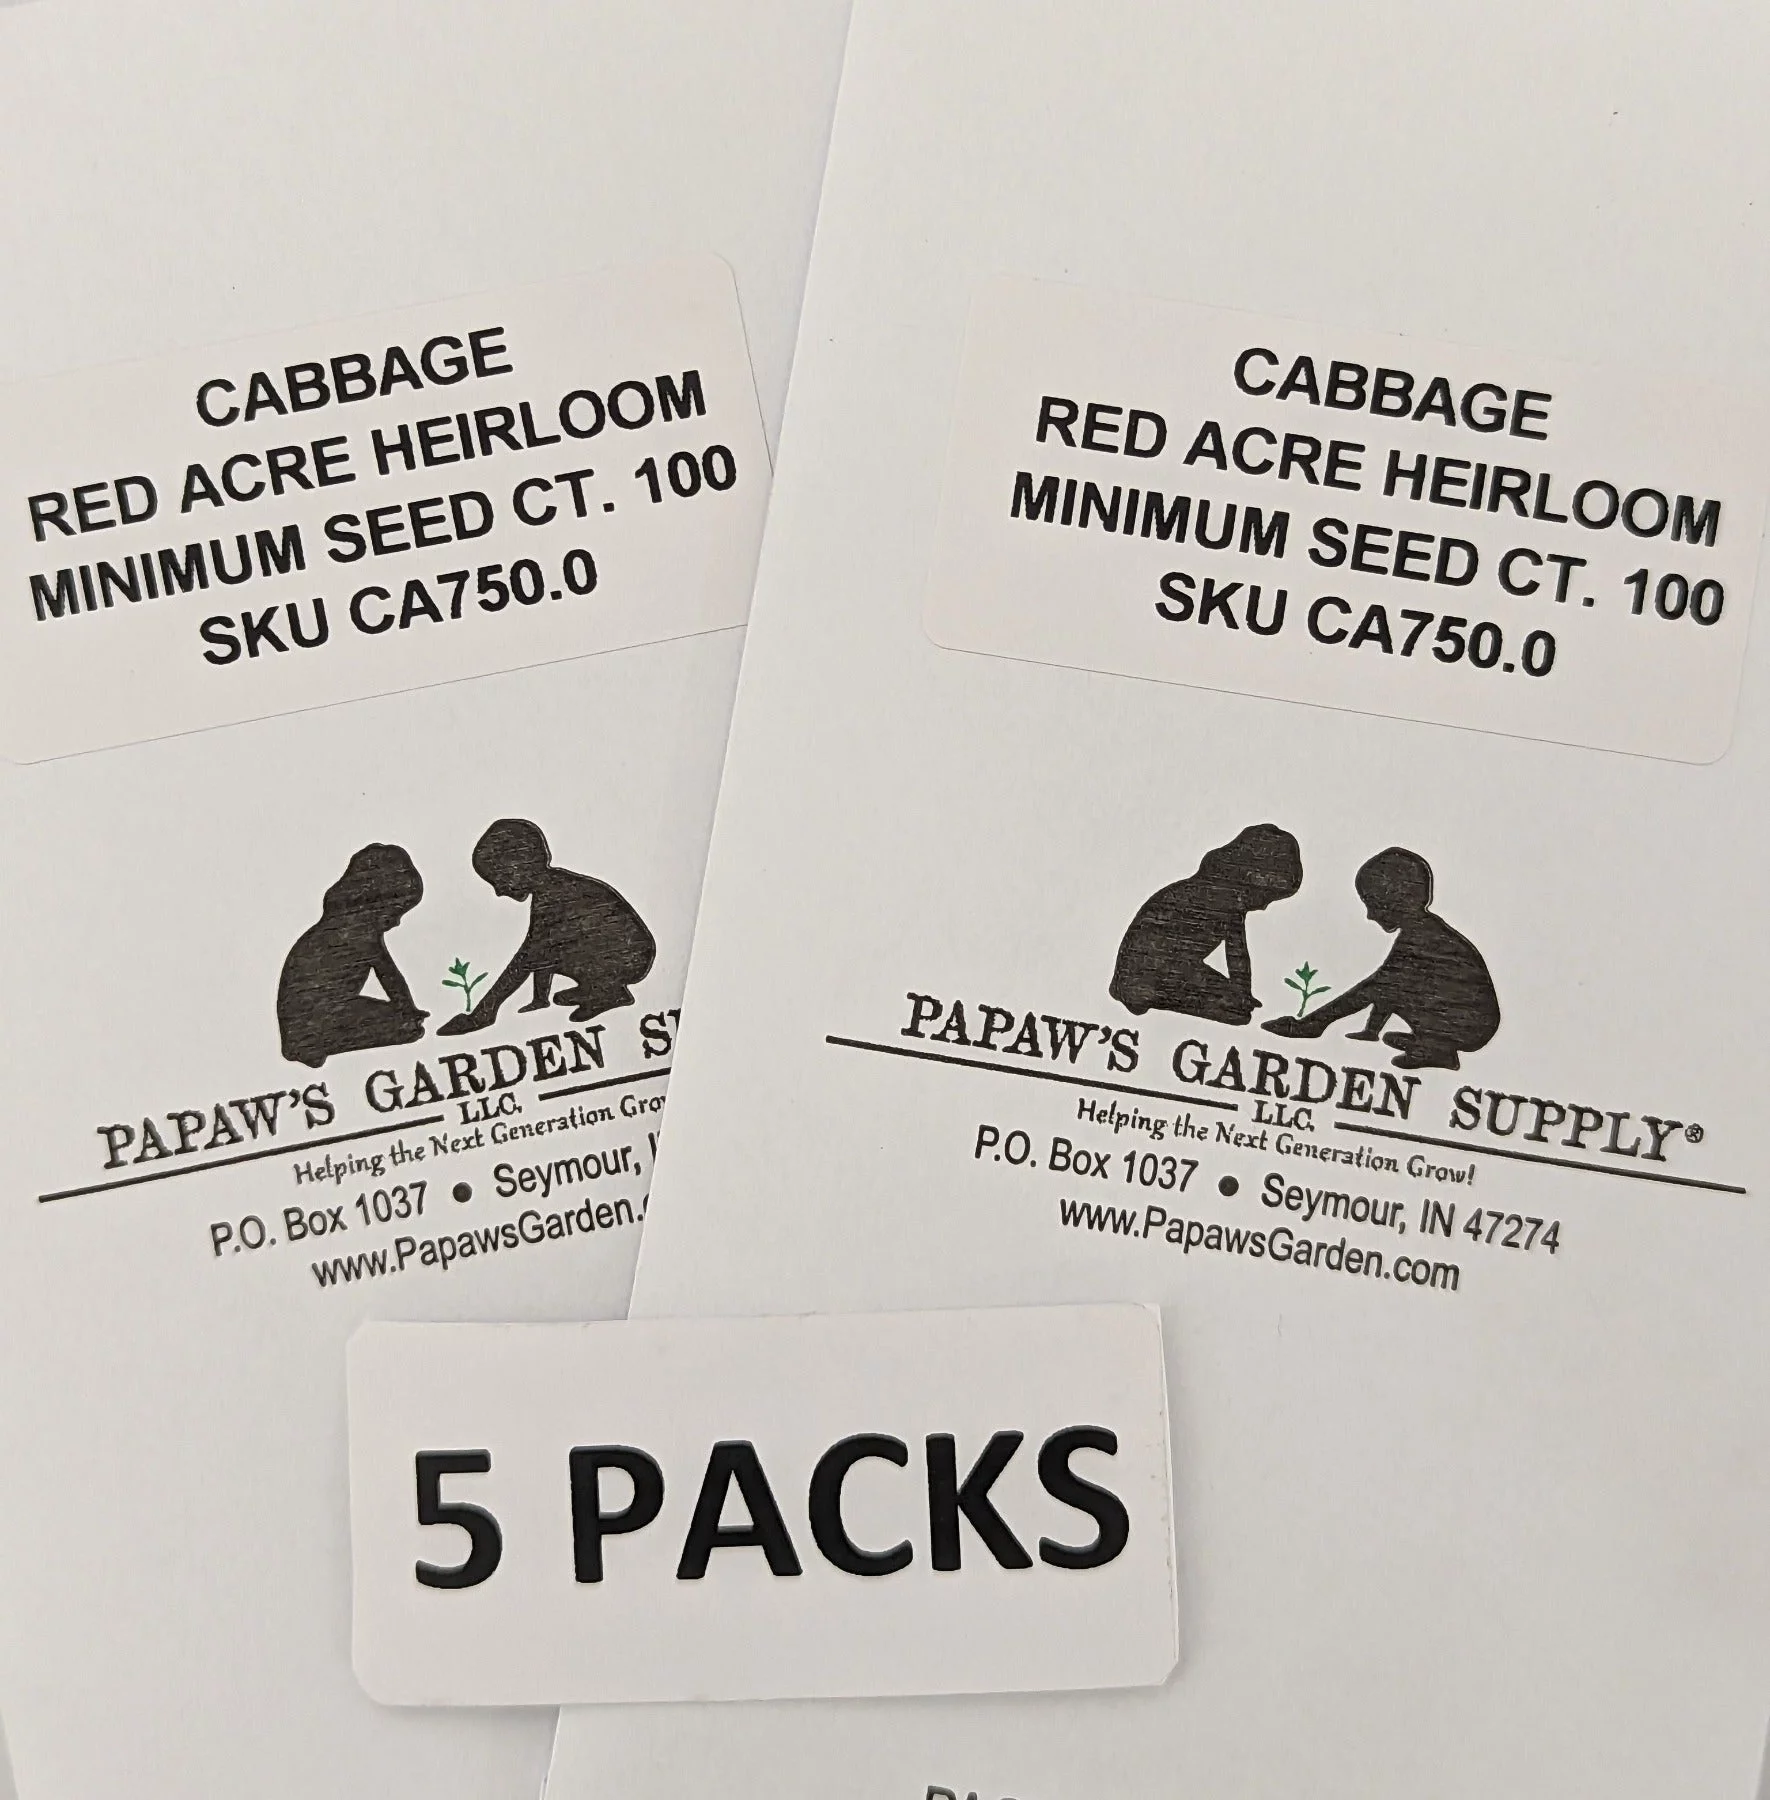 CABBAGE
RED ACRE HEIRLOOM
MINIMUM SEED CT. 100
SKU CA750.0
PAPAW'S GARDEN
LLC.
Helping the Next Generation
P.O. Box 1037 • Seymour,
www.PapawsGarden.
CABBAGE
RED ACRE HEIRLOOM
MINIMUM SEED CT. 100
SKU CA750.0
PAPAW'S GARDEN SUPPLY®
LLC.
Helping the Next Generation Grow!
P.O. Box 1037 • Seymour, IN 47274
www.PapawsGarden.com
5 PACKS